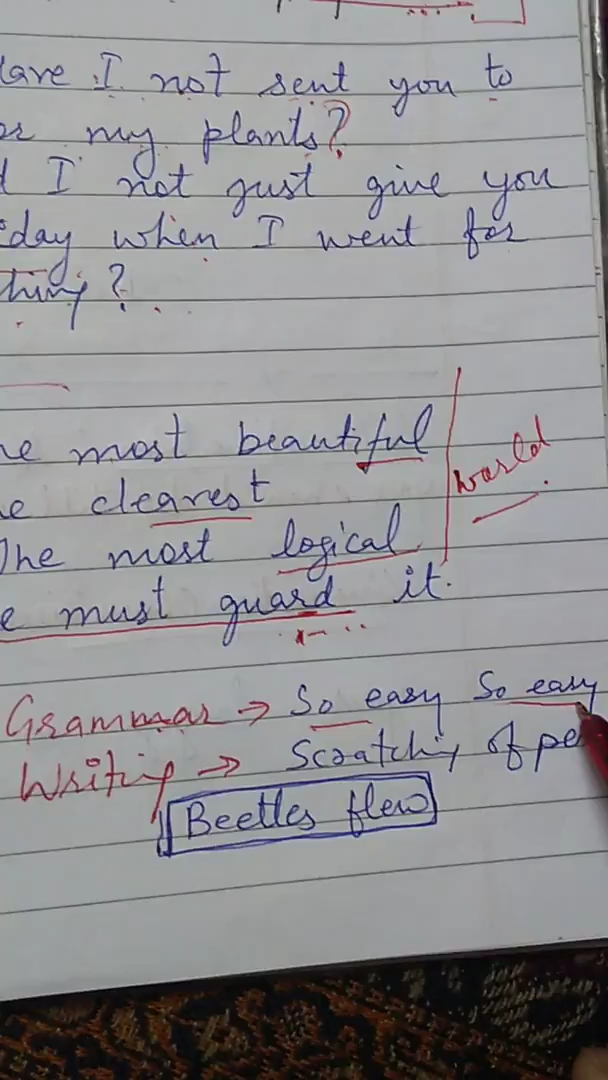 I not sent you to
my plants?
I not just give you
day when I went for
thing?
most beautiful
clearest
world
The most logical
must guard it.
Grammar → So easy So easy
Writing → Scratching of pe
Beetles flew